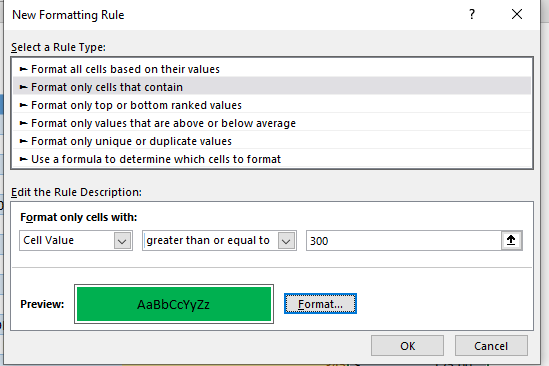 New Formatting Rule
? ×
Select a Rule Type:
► Format all cells based on their values
► Format only cells that contain
► Format only top or bottom ranked values
► Format only values that are above or below average
► Format only unique or duplicate values
► Use a formula to determine which cells to format
Edit the Rule Description:
Format only cells with:
Cell Value greater than or equal to 300
Preview: AaBbCcYyZz Format...
OK Cancel